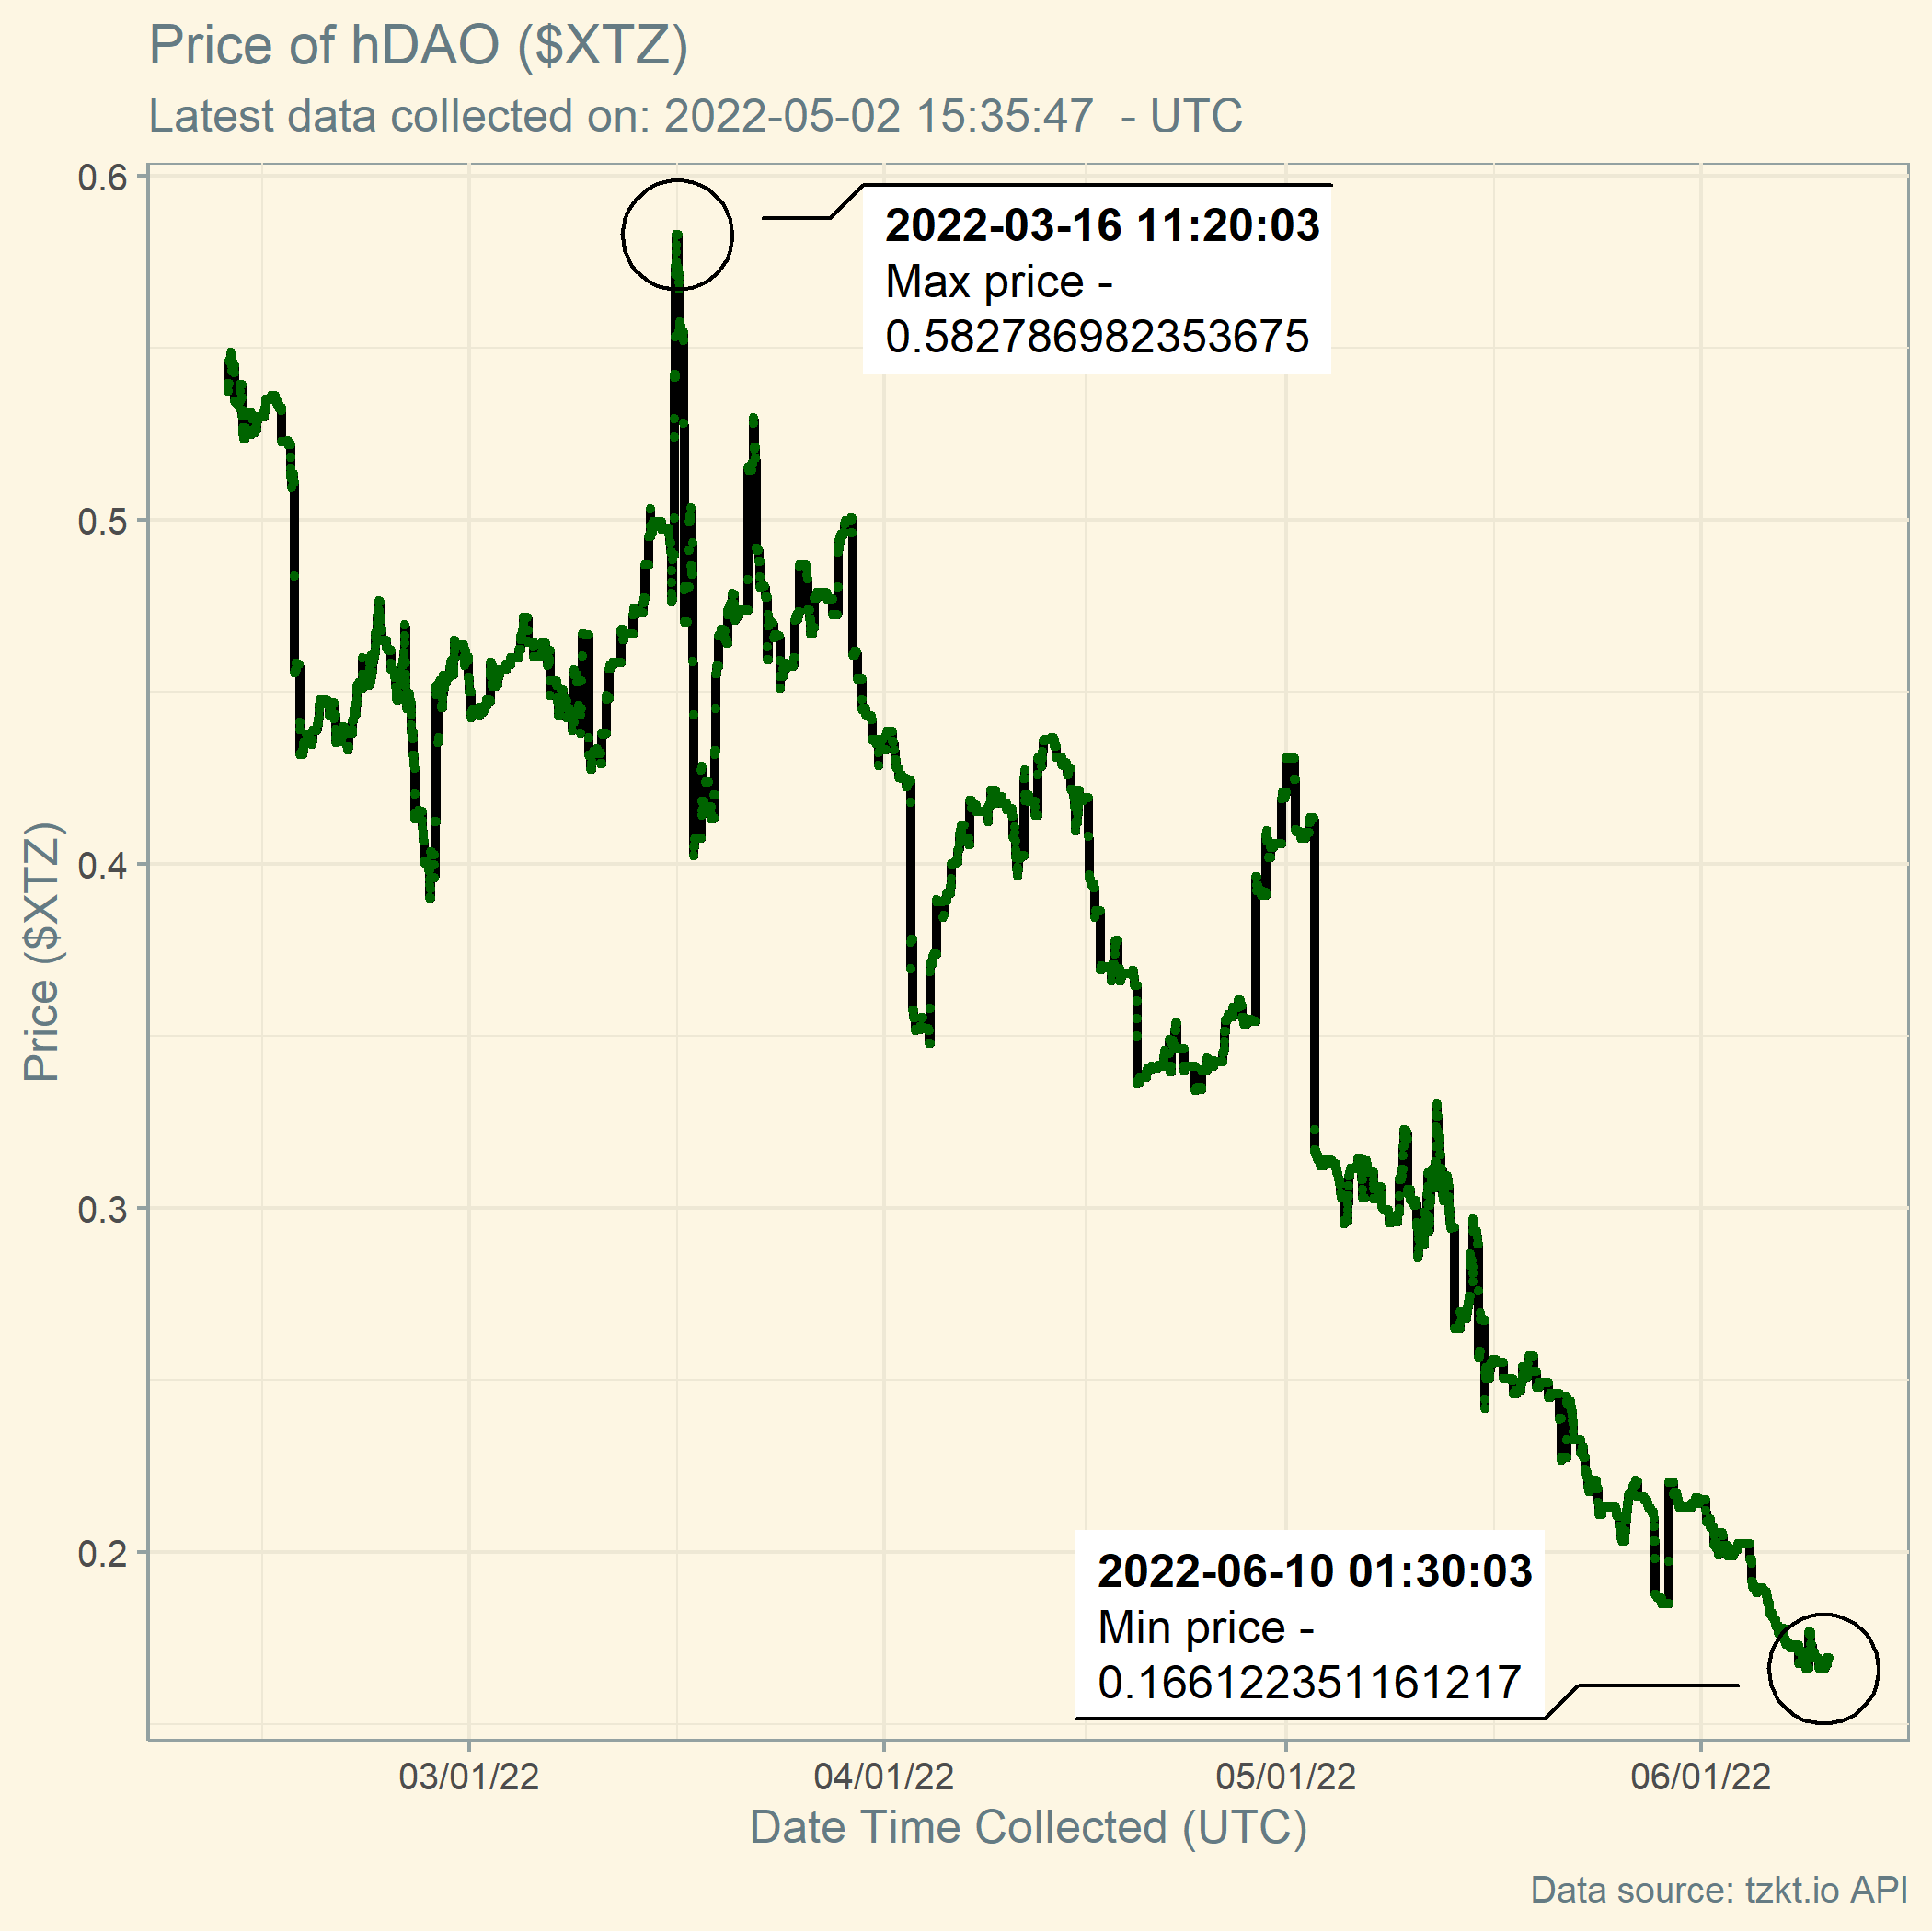 Price of hDAO ($XTZ)
Latest data collected on: 2022-05-02 15:35:47  - UTC
0.6
0.5
0.4
0.3
0.2
Price ($XTZ)
2022-03-16 11:20:03
Max price -
0.582786982353675
2022-06-10 01:30:03
Min price -
0.166122351161217
03/01/22
04/01/22
05/01/22
06/01/22
Date Time Collected (UTC)
Data source: tzkt.io API